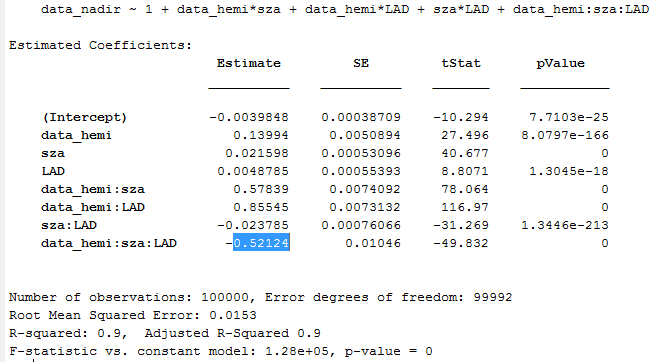 data_nadir ~ 1 + data_hemi*sza + data_hemi*LAD + sza*LAD + data_hemi:sza:LAD
Estimated Coefficients:
Estimate SE tStat pValue
(Intercept) -0.0039848 0.00038709 -10.294 7.7103e-25
data_hemi 0.13994 0.0050894 27.496 8.0797e-166
sza 0.021598 0.00053096 40.677 0
LAD 0.0048785 0.00055393 8.8071 1.3045e-18
data_hemi:sza 0.57839 0.0074092 78.064 0
data_hemi:LAD 0.85545 0.0073132 116.97 0
sza:LAD -0.023785 0.00076066 -31.269 1.3446e-213
data_hemi:sza:LAD -0.52124 0.01046 -49.832 0
Number of observations: 100000, Error degrees of freedom: 99992
Root Mean Squared Error: 0.0153
R-squared: 0.9, Adjusted R-Squared 0.9
F-statistic vs. constant model: 1.28e+05, p-value = 0